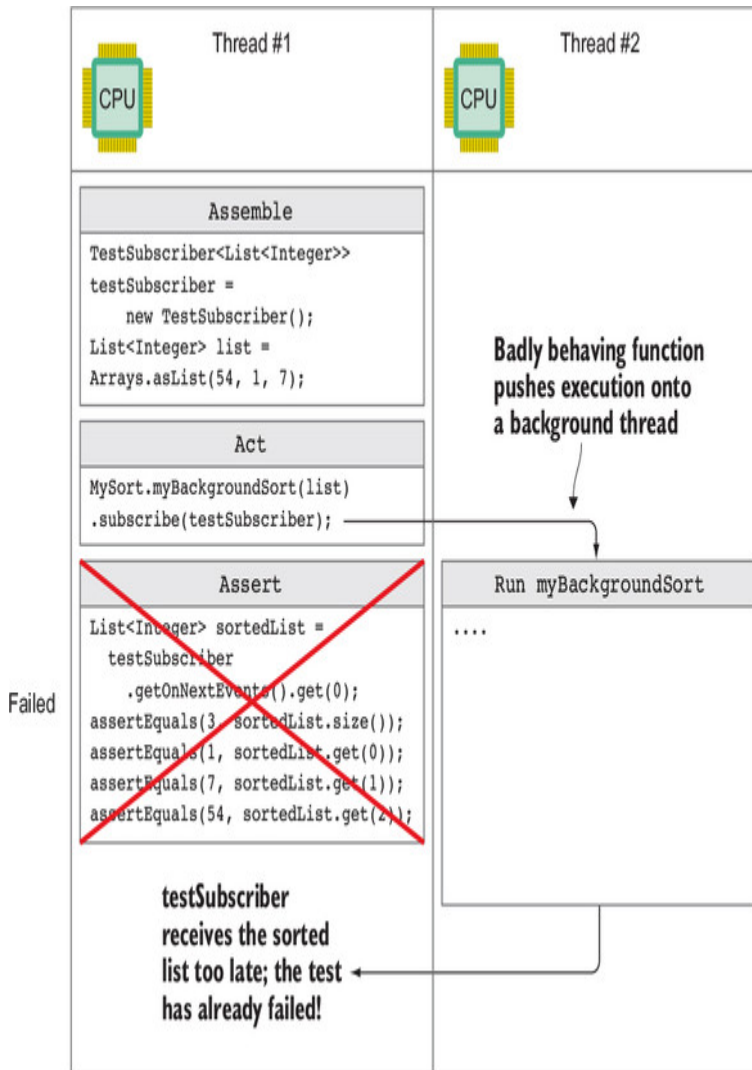 Thread #1
Thread #2
CPU
CPU
Assemble
TestSubscriber<List<Integer>>
testSubscriber =
    new TestSubscriber();
List<Integer> list =
Arrays.asList(54, 1, 7);
Badly behaving function
pushes execution onto
a background thread
Act
MySort.myBackgroundSort(list)
.subscribe(testSubscriber);
Assert
List<Integer> sortedList =
  testSubscriber
    .getOnNextEvents().get(0);
assertEquals(3, sortedList.size());
assertEquals(1, sortedList.get(0));
assertEquals(7, sortedList.get(1));
assertEquals(54, sortedList.get(2));
Run myBackgroundSort
....
Failed
testSubscriber
receives the sorted
list too late; the test
has already failed!